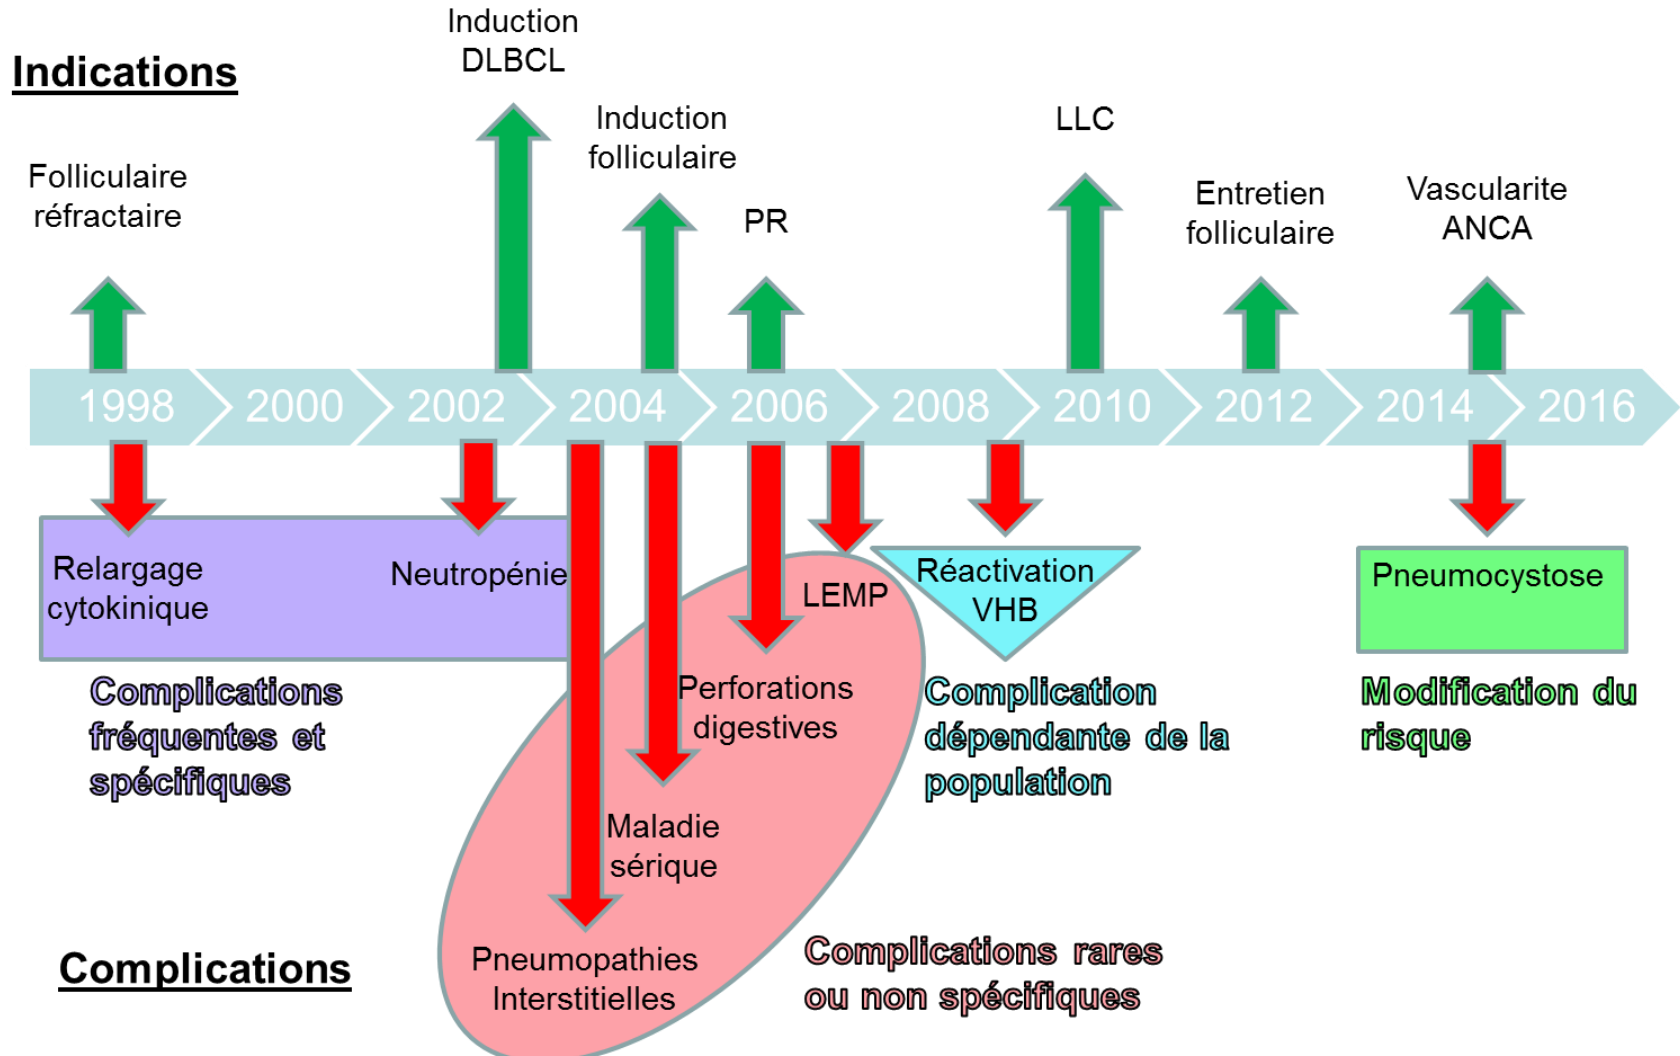 Indications
Induction
DLBCL
Induction
folliculaire
LLC
Folliculaire
réfractaire
PR
Entretien
folliculaire
Vascularite
ANCA
1998 2000 2002 2004 2006 2008 2010 2012 2014 2016
Relargage
cytokinique
Neutropénie
LEMP
Réactivation
VHB
Pneumocystose
Complications
fréquentes et
spécifiques
Perforations
digestives
Complication
dépendante de la
population
Modification du
risque
Maladie
sérique
Pneumopathies
Interstitielles
Complications rares
ou non spécifiques
Complications